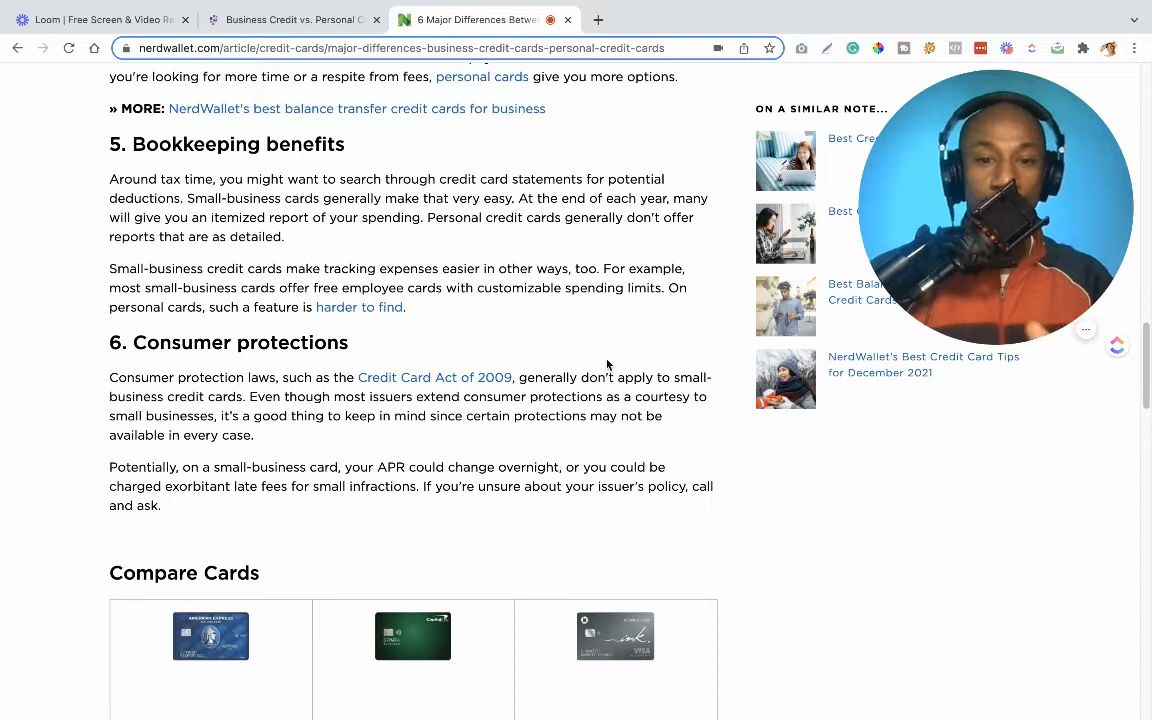 Loom | Free Screen & Video Re
Business Credit vs. Personal C
6 Major Differences Betwe
nerdwallet.com/article/credit-cards/major-differences-business-credit-cards-personal-credit-cards
you're looking for more time or a respite from fees, personal cards give you more options.
» MORE: NerdWallet's best balance transfer credit cards for business
5. Bookkeeping benefits
Around tax time, you might want to search through credit card statements for potential
deductions. Small-business cards generally make that very easy. At the end of each year, many
will give you an itemized report of your spending. Personal credit cards generally don't offer
reports that are as detailed.
Small-business credit cards make tracking expenses easier in other ways, too. For example,
most small-business cards offer free employee cards with customizable spending limits. On
personal cards, such a feature is harder to find.
6. Consumer protections
Consumer protection laws, such as the Credit Card Act of 2009, generally don't apply to small-
business credit cards. Even though most issuers extend consumer protections as a courtesy to
small businesses, it's a good thing to keep in mind since certain protections may not be
available in every case.
Potentially, on a small-business card, your APR could change overnight, or you could be
charged exorbitant late fees for small infractions. If you're unsure about your issuer's policy, call
and ask.
Compare Cards
AMERICAN EXPRESS
Capital One
SPARK
ink.
VISA
ON A SIMILAR NOTE...
Best Cre
Best
Best Bala
Credit Cards
NerdWallet's Best Credit Card Tips
for December 2021